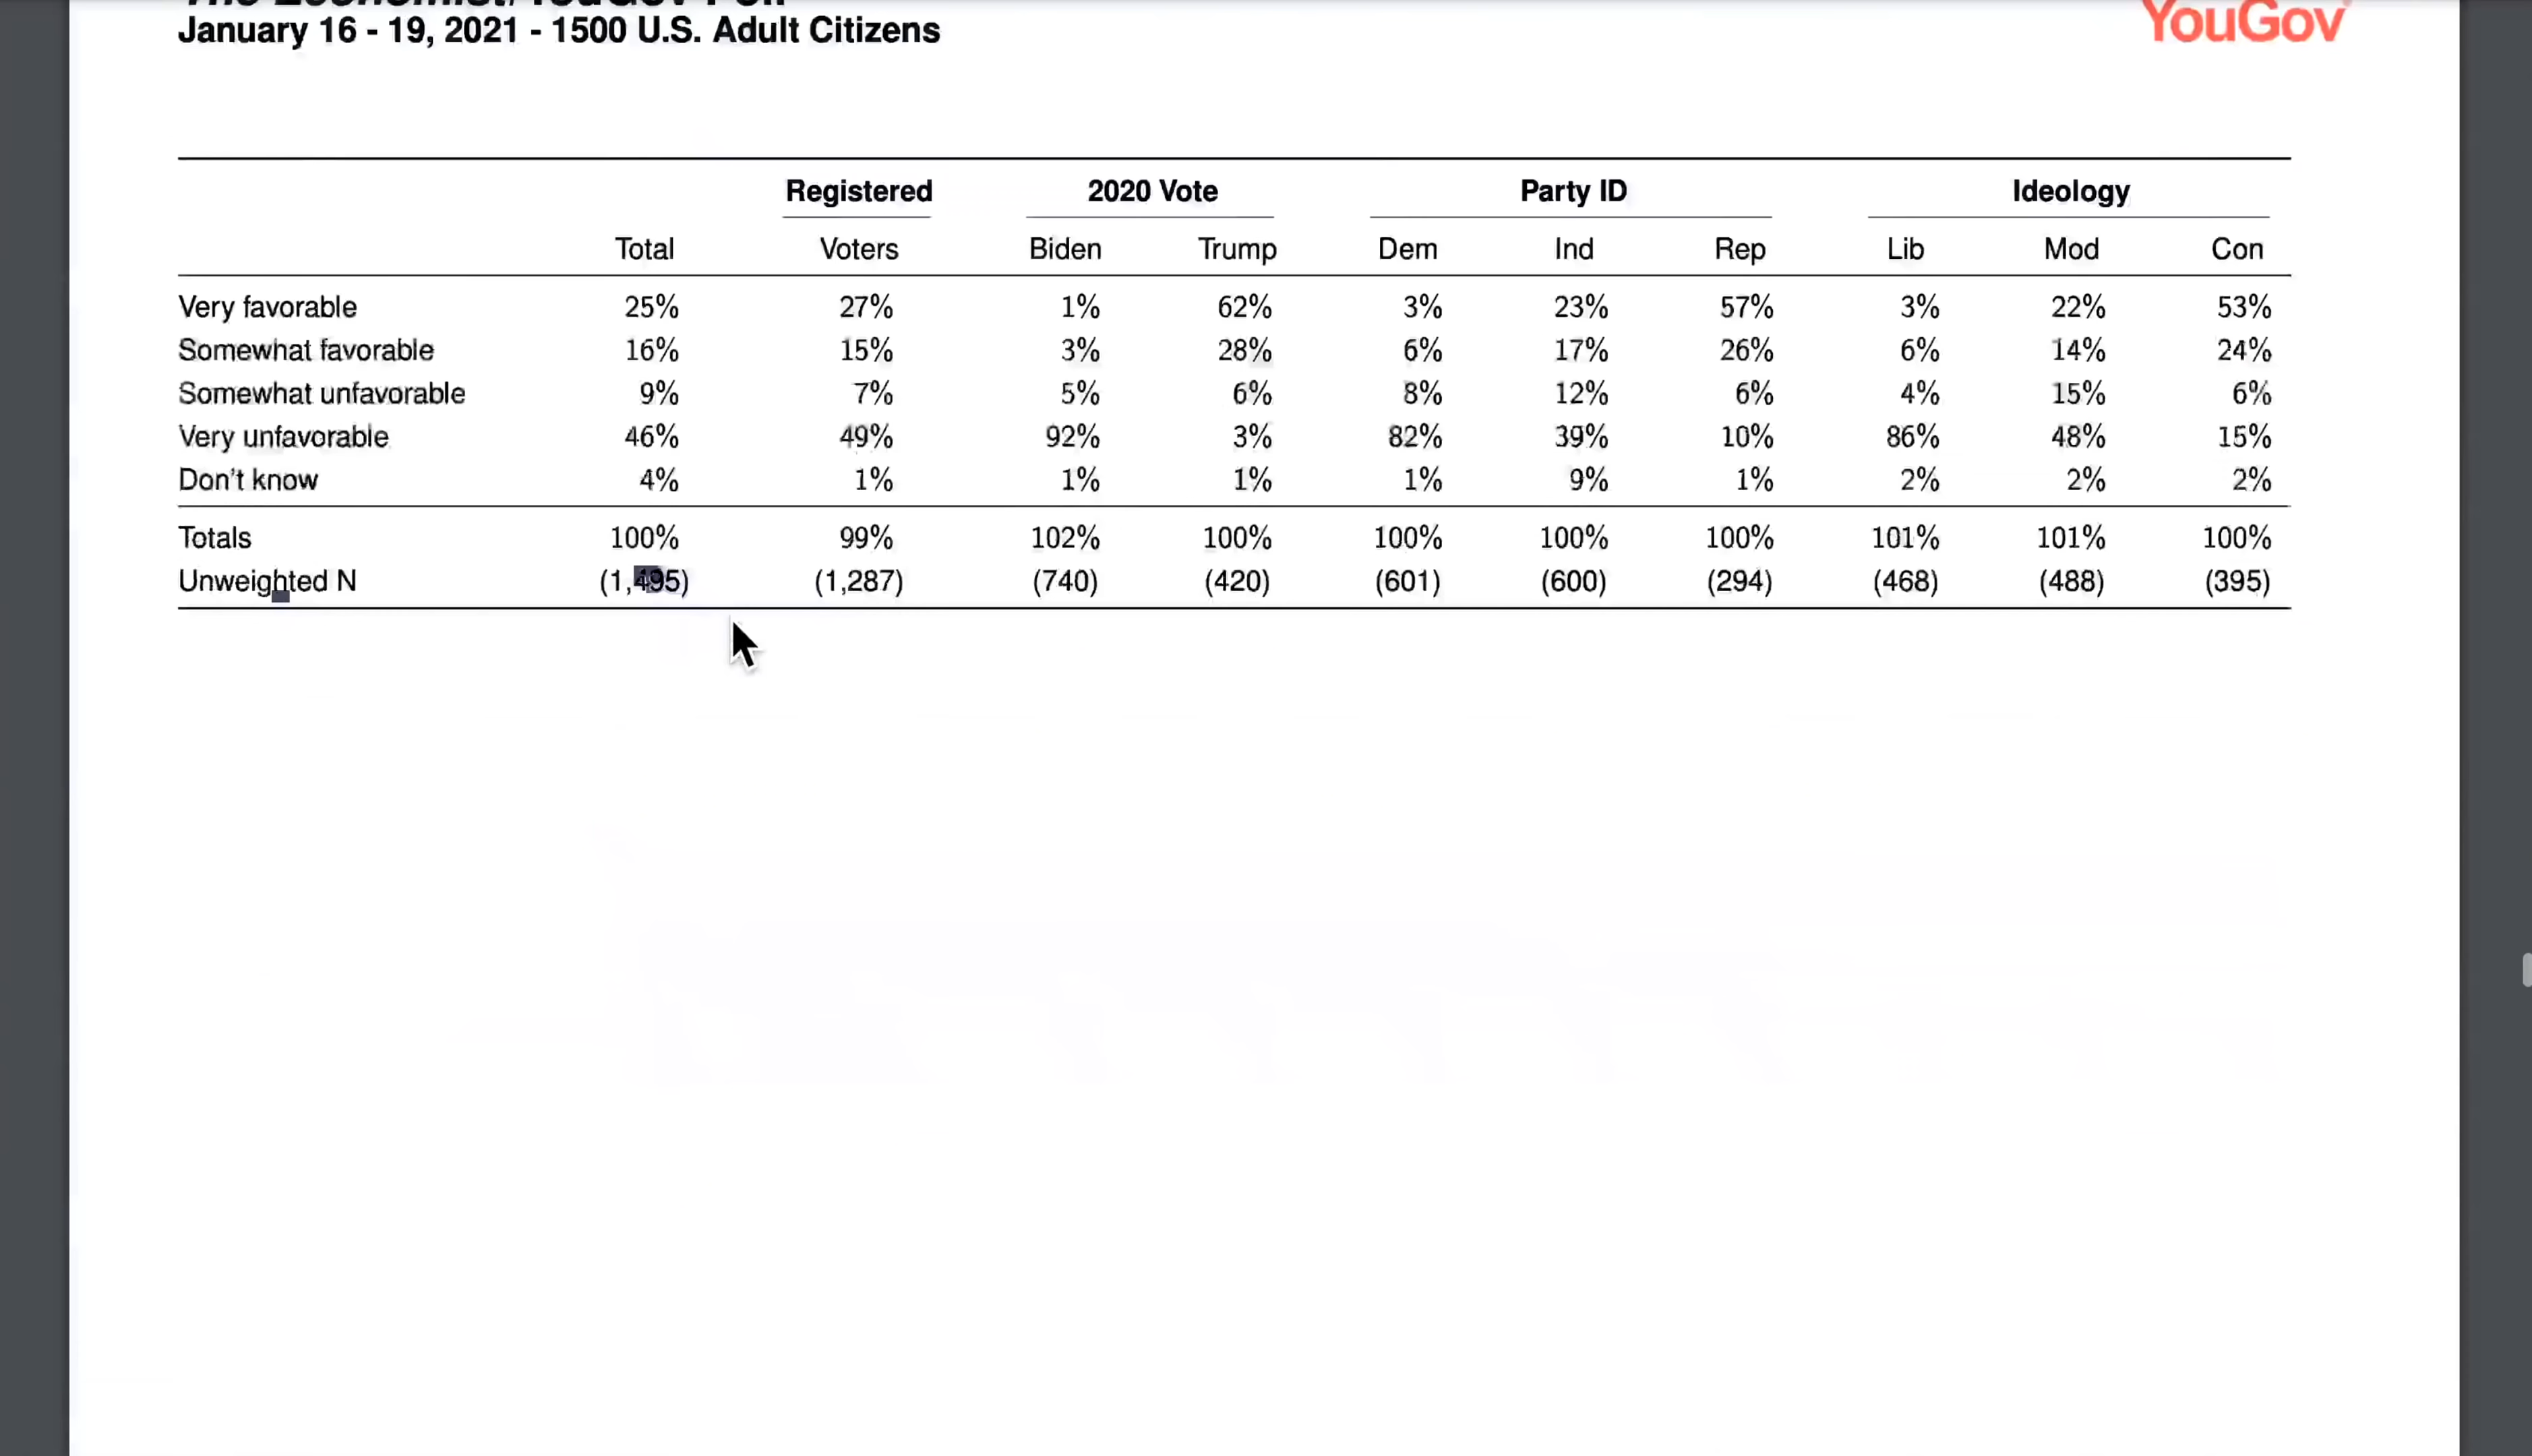 The Economist/YouGov Poll
January 16 - 19, 2021 - 1500 U.S. Adult Citizens
YouGov
Registered 2020 Vote Party ID Ideology
Total Voters Biden Trump Dem Ind Rep Lib Mod Con
Very favorable 25% 27% 1% 62% 3% 23% 57% 3% 22% 53%
Somewhat favorable 16% 15% 3% 28% 6% 17% 26% 6% 14% 24%
Somewhat unfavorable 9% 7% 5% 6% 8% 12% 6% 4% 15% 6%
Very unfavorable 46% 49% 92% 3% 82% 39% 10% 86% 48% 15%
Don't know 4% 1% 1% 1% 1% 9% 1% 2% 2% 2%
Totals 100% 99% 102% 100% 100% 100% 100% 101% 101% 100%
Unweighted N (1,495) (1,287) (740) (420) (601) (600) (294) (468) (488) (395)